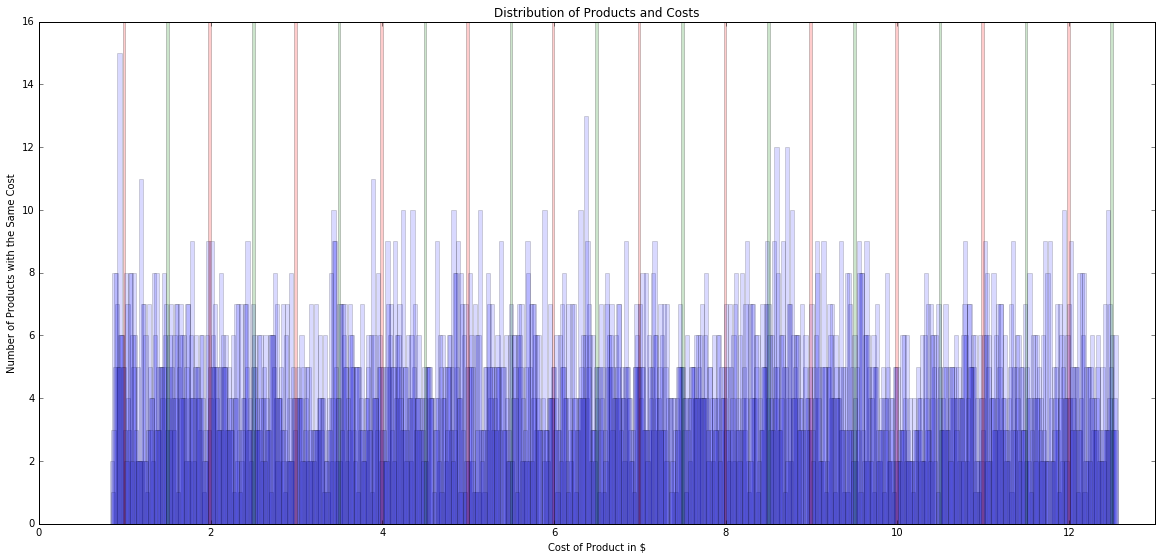 Distribution of Products and Costs
16
14
12
10
8
6
4
2
0
Number of Products with the Same Cost
0 2 4 6 8 10 12
Cost of Product in $